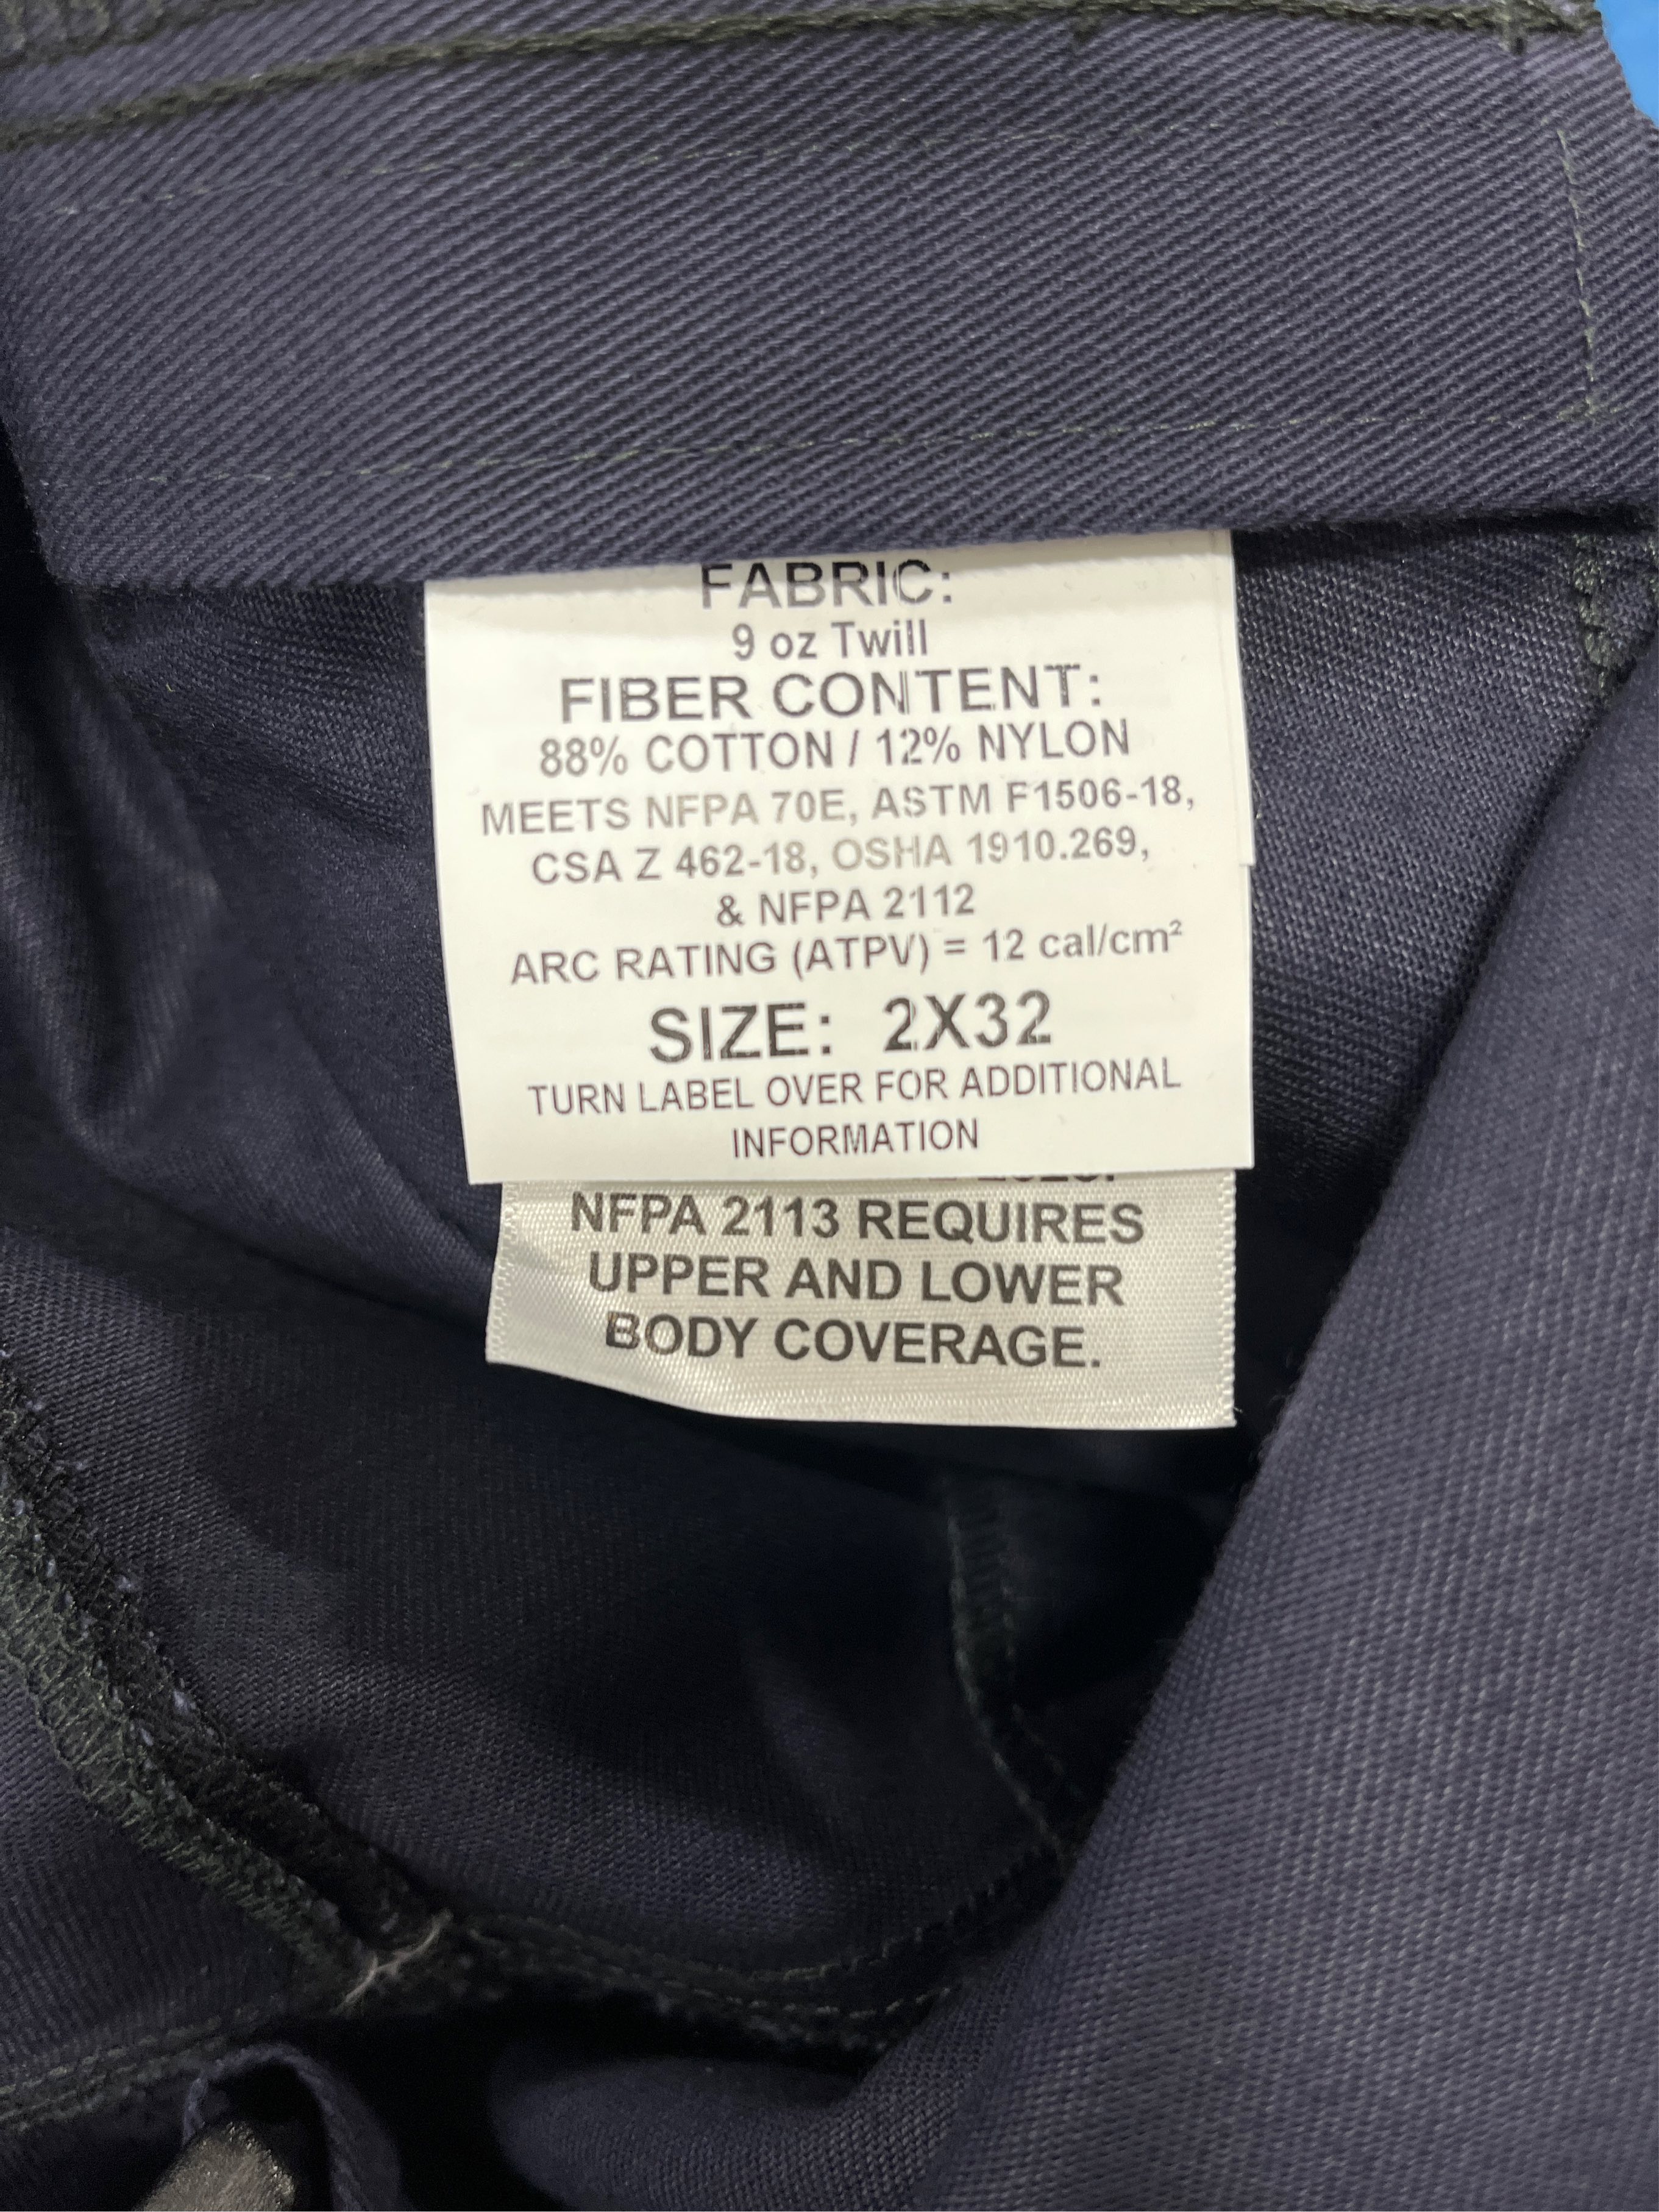 FABRIC:
9 oz Twill
FIBER CONTENT:
88% COTTON / 12% NYLON
MEETS NFPA 70E, ASTM F1506-18,
CSA Z 462-18, OSHA 1910.269,
& NFPA 2112
ARC RATING (ATPV) = 12 cal/cm²
SIZE: 2X32
TURN LABEL OVER FOR ADDITIONAL
INFORMATION
NFPA 2113 REQUIRES
UPPER AND LOWER
BODY COVERAGE.